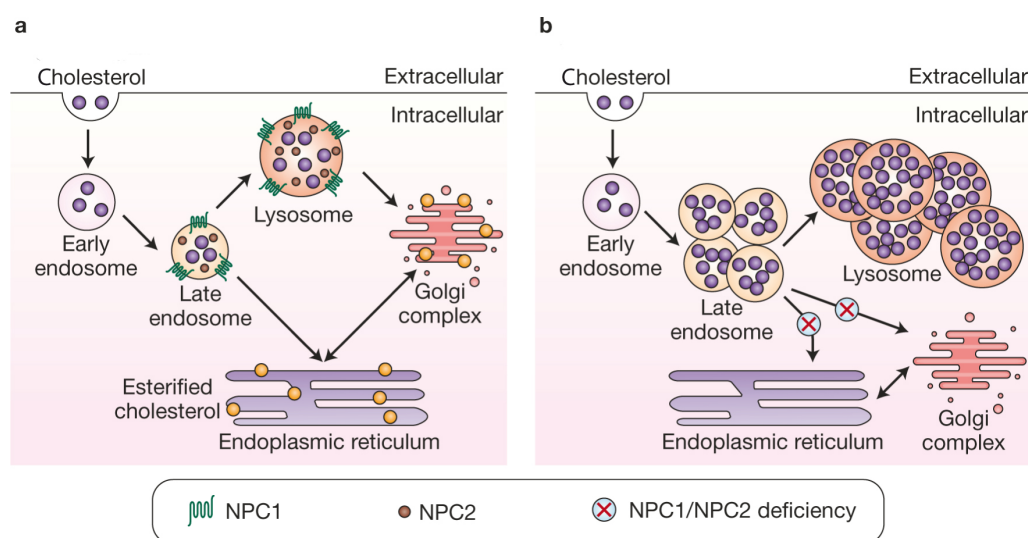 a
Cholesterol
Extracellular
Intracellular
Early
endosome
Lysosome
Late
endosome
Golgi
complex
Esterified
cholesterol
Endoplasmic reticulum
b
Cholesterol
Extracellular
Intracellular
Early
endosome
Lysosome
Late
endosome
Endoplasmic reticulum
Golgi
complex
NPC1
NPC2
NPC1/NPC2 deficiency